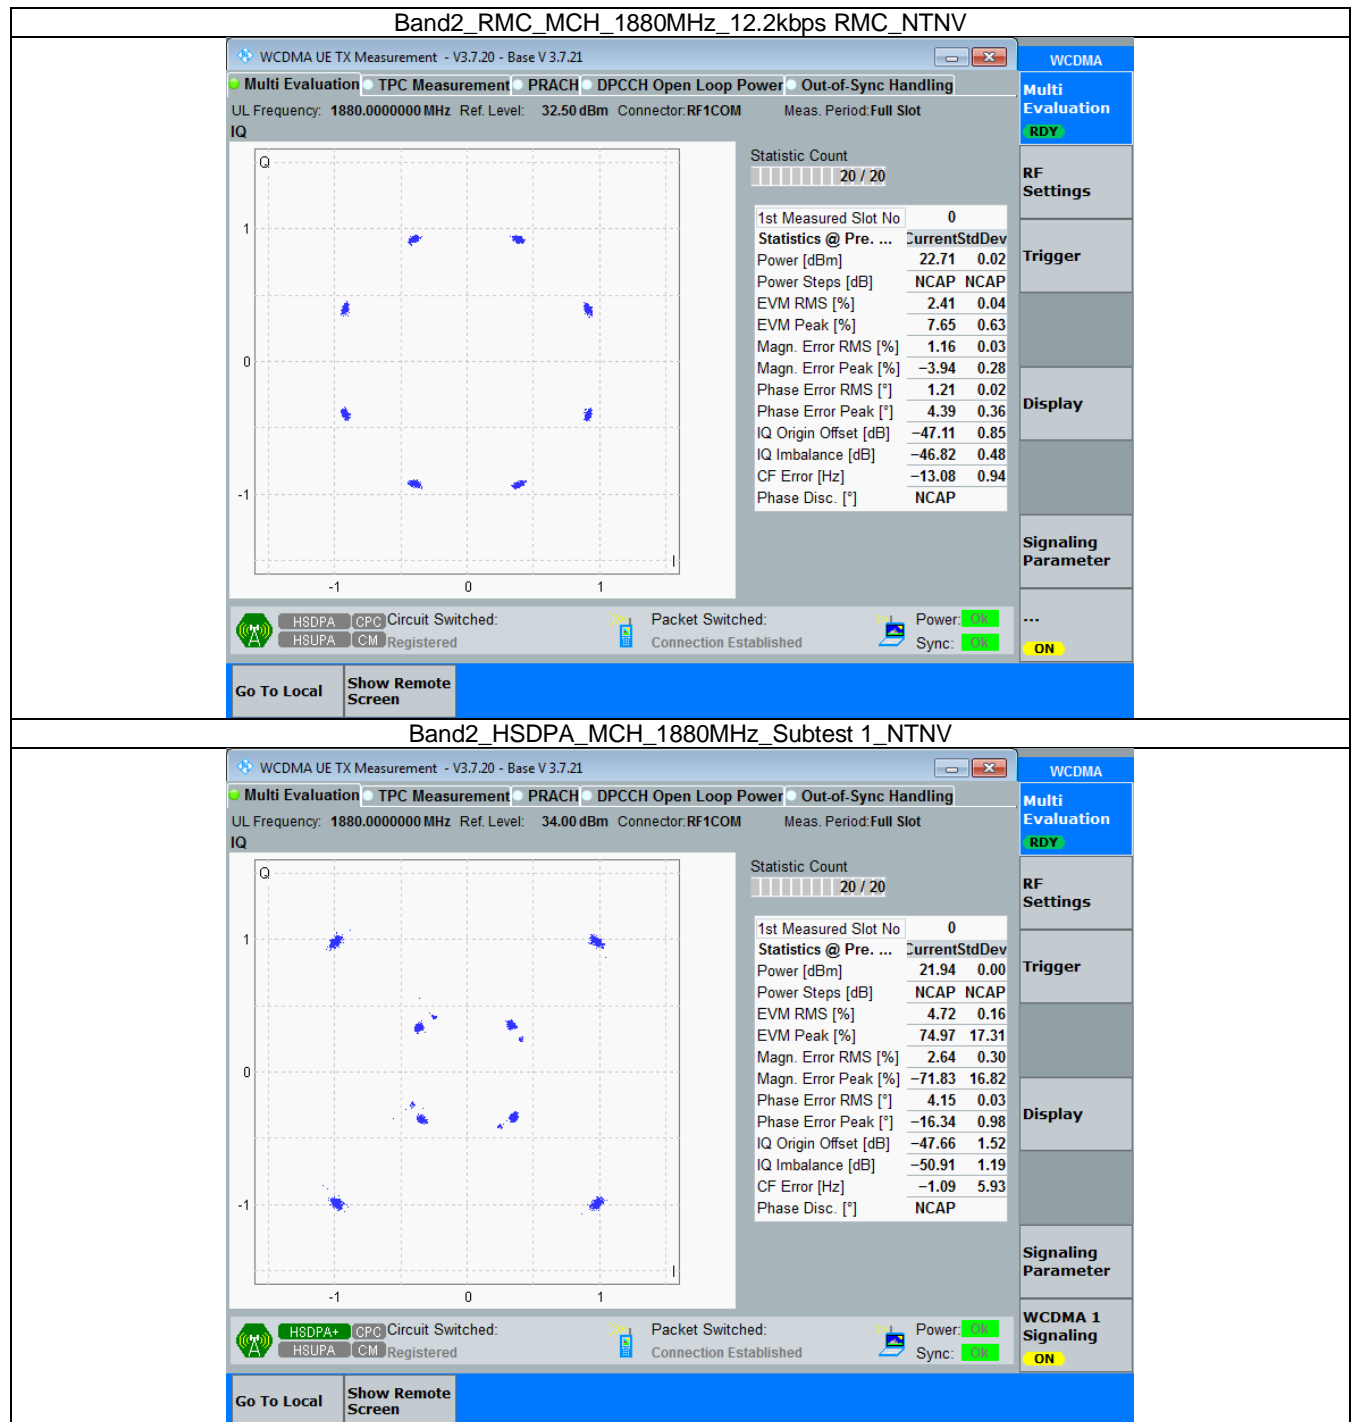 Band2_RMC_MCH_1880MHz_12.2kbps RMC_NTNV
WCDMA UE TX Measurement - V3.7.20 - Base V 3.7.21
WCDMA
Multi Evaluation TPC Measurement PRACH DPCCH Open Loop Power Out-of-Sync Handling
Multi
Evaluation
RDY
UL Frequency: 1880.0000000 MHz Ref. Level: 32.50 dBm Connector: RF1COM Meas. Period: Full Slot
IQ
Q
1
0
-1
I
-1 0 1
Statistic Count
20 / 20
1st Measured Slot No 0
Statistics @ Pre. ... Current StdDev
Power [dBm] 22.71 0.02
Power Steps [dB] NCAP NCAP
EVM RMS [%] 2.41 0.04
EVM Peak [%] 7.65 0.63
Magn. Error RMS [%] 1.16 0.03
Magn. Error Peak [%] −3.94 0.28
Phase Error RMS [°] 1.21 0.02
Phase Error Peak [°] 4.39 0.36
IQ Origin Offset [dB] −47.11 0.85
IQ Imbalance [dB] −46.82 0.48
CF Error [Hz] −13.08 0.94
Phase Disc. [°] NCAP
RF
Settings
Trigger
Display
Signaling
Parameter
...
ON
HSDPA CPC Circuit Switched: Packet Switched: Power: Ok
HSUPA CM Registered Connection Established Sync: Ok
Go To Local
Show Remote
Screen
Band2_HSDPA_MCH_1880MHz_Subtest 1_NTNV
WCDMA UE TX Measurement - V3.7.20 - Base V 3.7.21
WCDMA
Multi Evaluation TPC Measurement PRACH DPCCH Open Loop Power Out-of-Sync Handling
Multi
Evaluation
RDY
UL Frequency: 1880.0000000 MHz Ref. Level: 34.00 dBm Connector: RF1COM Meas. Period: Full Slot
IQ
Q
1
0
-1
I
-1 0 1
Statistic Count
20 / 20
1st Measured Slot No 0
Statistics @ Pre. ... Current StdDev
Power [dBm] 21.94 0.00
Power Steps [dB] NCAP NCAP
EVM RMS [%] 4.72 0.16
EVM Peak [%] 74.97 17.31
Magn. Error RMS [%] 2.64 0.30
Magn. Error Peak [%] −71.83 16.82
Phase Error RMS [°] 4.15 0.03
Phase Error Peak [°] −16.34 0.98
IQ Origin Offset [dB] −47.66 1.52
IQ Imbalance [dB] −50.91 1.19
CF Error [Hz] −1.09 5.93
Phase Disc. [°] NCAP
RF
Settings
Trigger
Display
Signaling
Parameter
WCDMA 1
Signaling
ON
HSDPA+ CPC Circuit Switched: Packet Switched: Power: Ok
HSUPA CM Registered Connection Established Sync: Ok
Go To Local
Show Remote
Screen